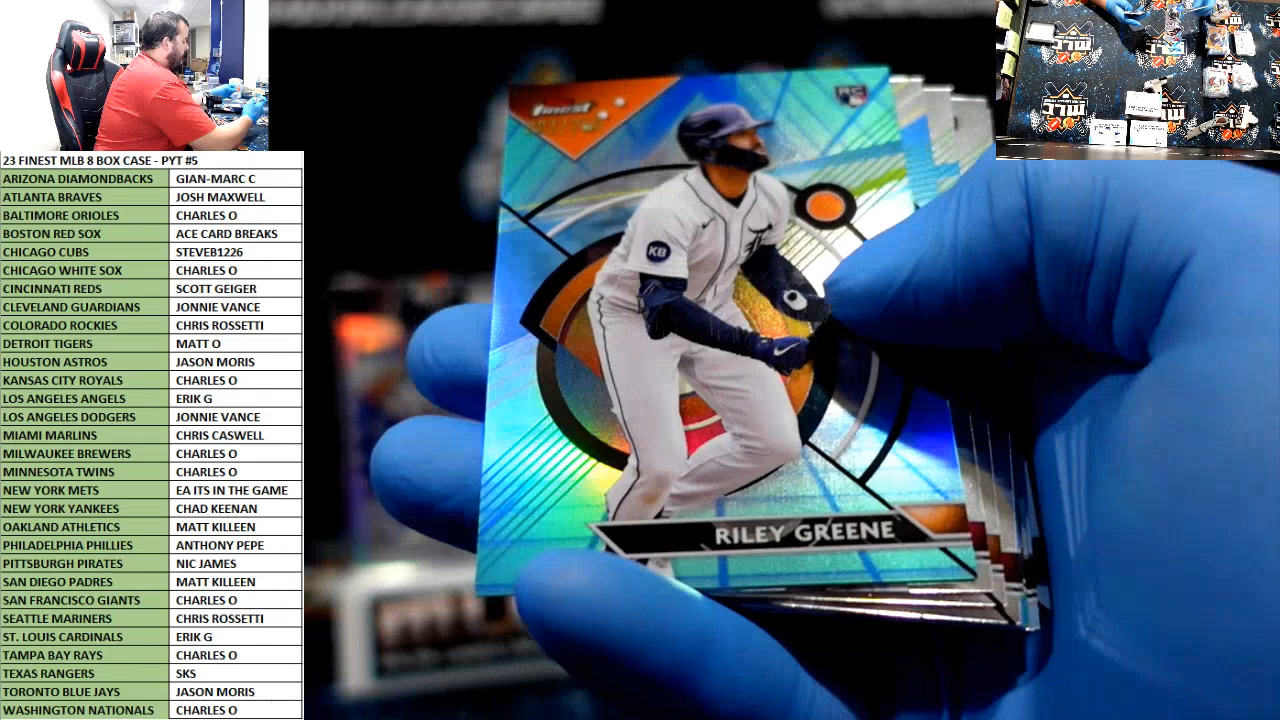 23 FINEST MLB 8 BOX CASE - PYT #5
ARIZONA DIAMONDBACKS GIAN-MARC C
ATLANTA BRAVES JOSH MAXWELL
BALTIMORE ORIOLES CHARLES O
BOSTON RED SOX ACE CARD BREAKS
CHICAGO CUBS STEVEB1226
CHICAGO WHITE SOX CHARLES O
CINCINNATI REDS SCOTT GEIGER
CLEVELAND GUARDIANS JONNIE VANCE
COLORADO ROCKIES CHRIS ROSSETTI
DETROIT TIGERS MATT O
HOUSTON ASTROS JASON MORIS
KANSAS CITY ROYALS CHARLES O
LOS ANGELES ANGELS ERIK G
LOS ANGELES DODGERS JONNIE VANCE
MIAMI MARLINS CHRIS CASWELL
MILWAUKEE BREWERS CHARLES O
MINNESOTA TWINS CHARLES O
NEW YORK METS EA ITS IN THE GAME
NEW YORK YANKEES CHAD KEENAN
OAKLAND ATHLETICS MATT KILLEEN
PHILADELPHIA PHILLIES ANTHONY PEPE
PITTSBURGH PIRATES NIC JAMES
SAN DIEGO PADRES MATT KILLEEN
SAN FRANCISCO GIANTS CHARLES O
SEATTLE MARINERS CHRIS ROSSETTI
ST. LOUIS CARDINALS ERIK G
TAMPA BAY RAYS CHARLES O
TEXAS RANGERS SKS
TORONTO BLUE JAYS JASON MORIS
WASHINGTON NATIONALS CHARLES O
finest
RC
KB
RILEY GREENE
MLC
MLC
MLC
MLC